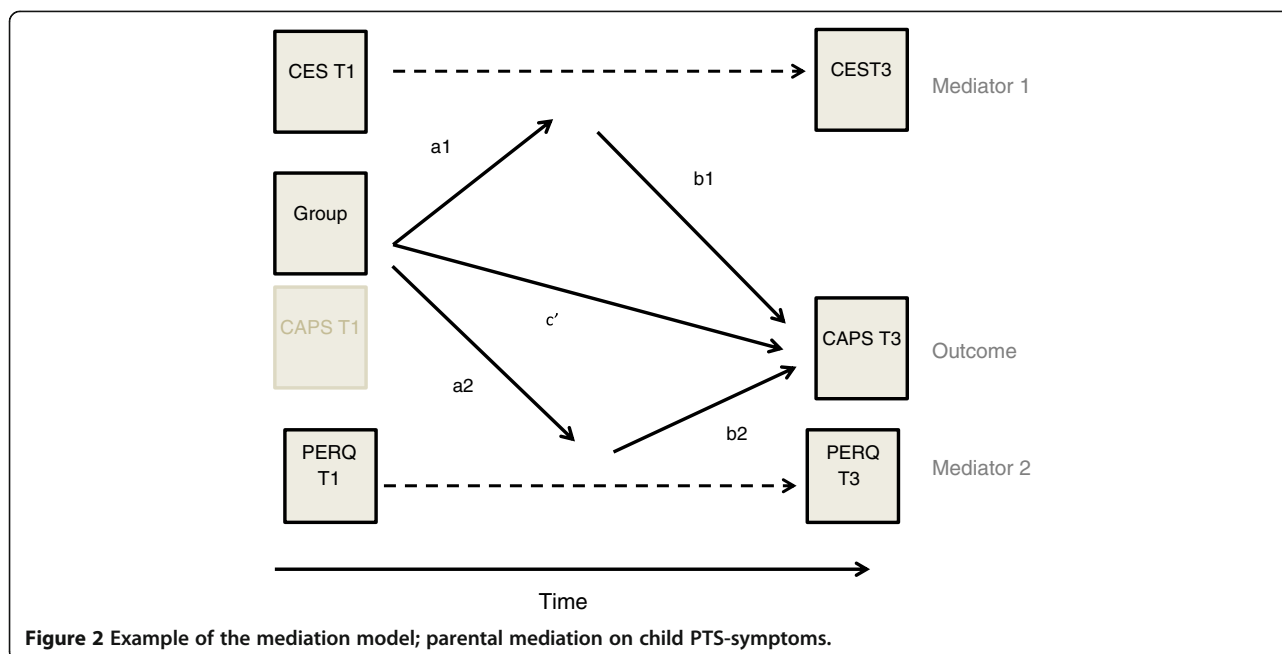 CES T1
CEST3
Mediator 1
a1
b1
Group
c'
CAPS T1
CAPS T3
Outcome
a2
b2
PERQ
T1
PERQ
T3
Mediator 2
Time
Figure 2 Example of the mediation model; parental mediation on child PTS-symptoms.